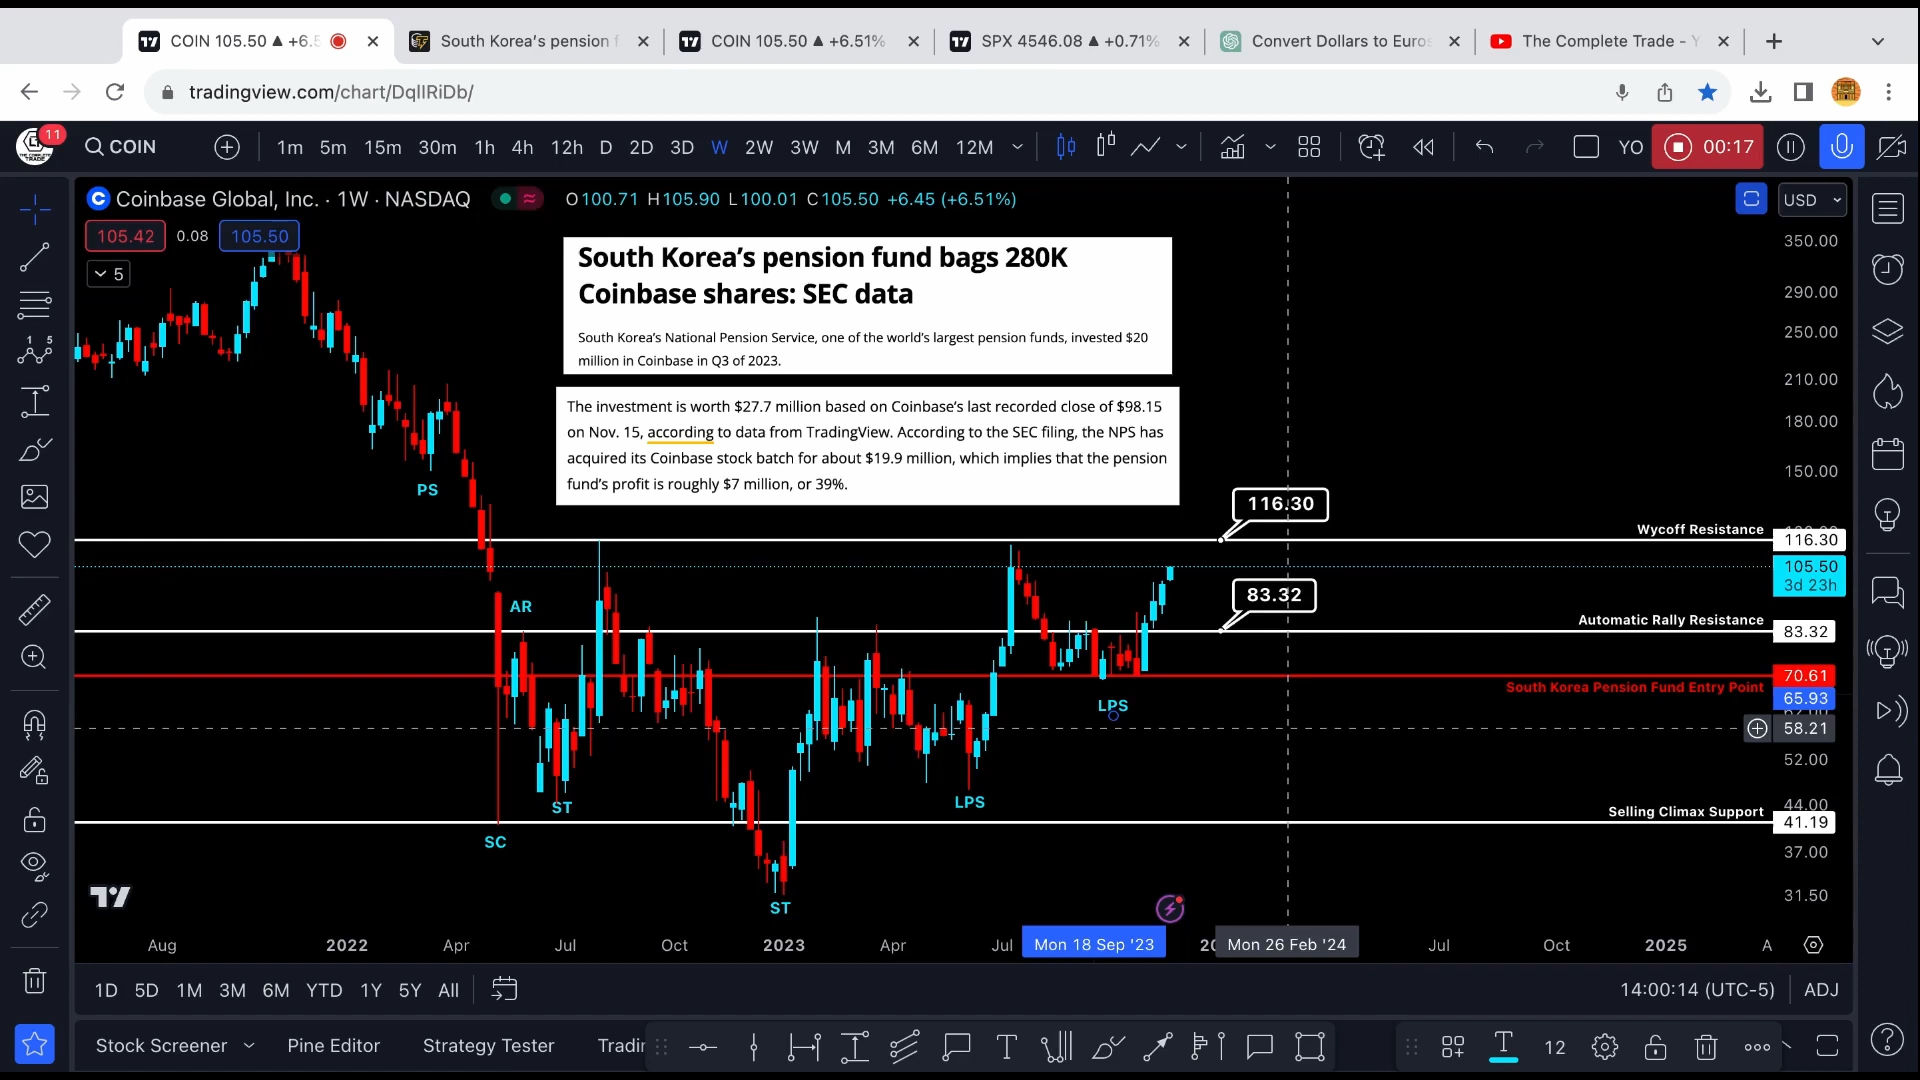 COIN 105.50 ▲ +6.5
South Korea's pension f
COIN 105.50 ▲ +6.51%
SPX 4546.08 ▲ +0.71%
Convert Dollars to Euros
The Complete Trade - Y
tradingview.com/chart/DqIIRiDb/
11
COIN
1m 5m 15m 30m 1h 4h 12h D 2D 3D W 2W 3W M 3M 6M 12M
YO
00:17
Coinbase Global, Inc. · 1W · NASDAQ
O100.71 H105.90 L100.01 C105.50 +6.45 (+6.51%)
USD
105.42 0.08 105.50
5
South Korea’s pension fund bags 280K
Coinbase shares: SEC data
South Korea’s National Pension Service, one of the world’s largest pension funds, invested $20
million in Coinbase in Q3 of 2023.
The investment is worth $27.7 million based on Coinbase’s last recorded close of $98.15
on Nov. 15, according to data from TradingView. According to the SEC filing, the NPS has
acquired its Coinbase stock batch for about $19.9 million, which implies that the pension
fund’s profit is roughly $7 million, or 39%.
350.00
290.00
250.00
210.00
180.00
150.00
PS
116.30
Wycoff Resistance
116.30
105.50
3d 23h
AR
83.32
Automatic Rally Resistance
83.32
70.61
South Korea Pension Fund Entry Point
65.93
LPS
58.21
52.00
LPS
ST
44.00
Selling Climax Support
41.19
SC
37.00
31.50
ST
Aug 2022 Apr Jul Oct 2023 Apr Jul Mon 18 Sep '23 20 Mon 26 Feb '24 Jul Oct 2025 A
1D 5D 1M 3M 6M YTD 1Y 5Y All
14:00:14 (UTC-5) ADJ
Stock Screener Pine Editor Strategy Tester Tradin
12